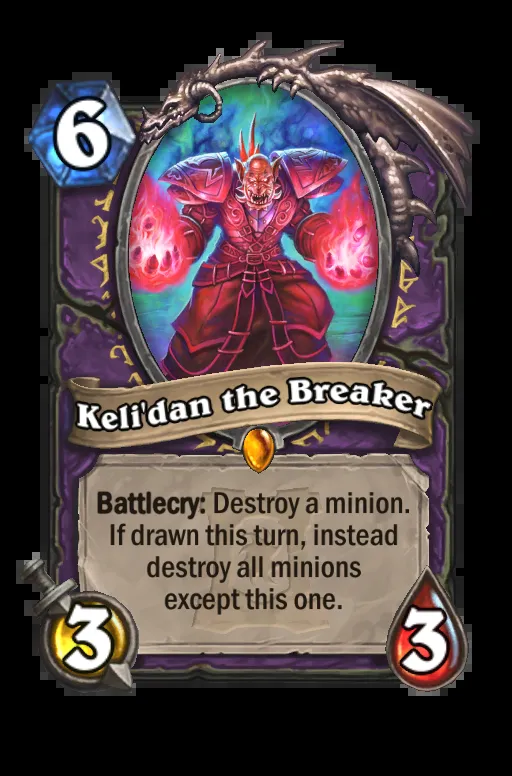 6
Keli'dan the Breaker
Battlecry: Destroy a minion.
If drawn this turn, instead
destroy all minions
except this one.
3
3